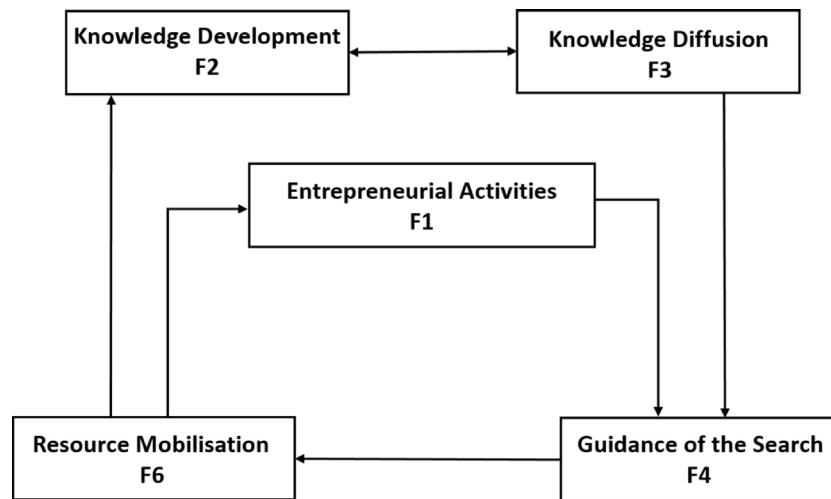 Knowledge Development
F2
Knowledge Diffusion
F3
Entrepreneurial Activities
F1
Resource Mobilisation
F6
Guidance of the Search
F4